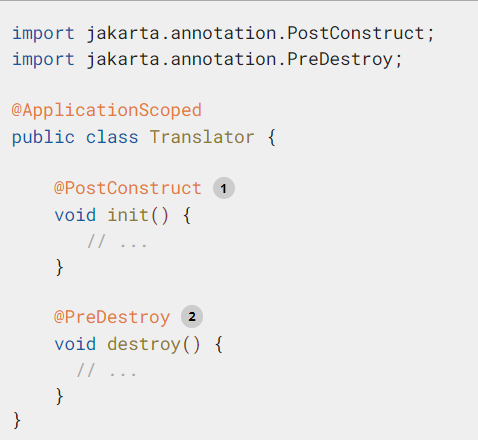 import jakarta.annotation.PostConstruct;
import jakarta.annotation.PreDestroy;
@ApplicationScoped
public class Translator {
@PostConstruct 1
void init() {
// ...
}
@PreDestroy 2
void destroy() {
// ...
}
}